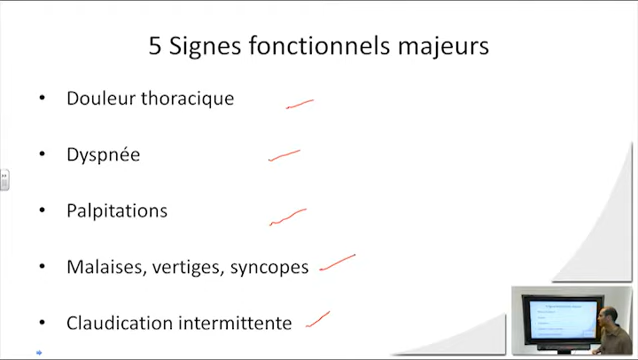 5 Signes fonctionnels majeurs
• Douleur thoracique
• Dyspnée
• Palpitations
• Malaises, vertiges, syncopes
• Claudication intermittente